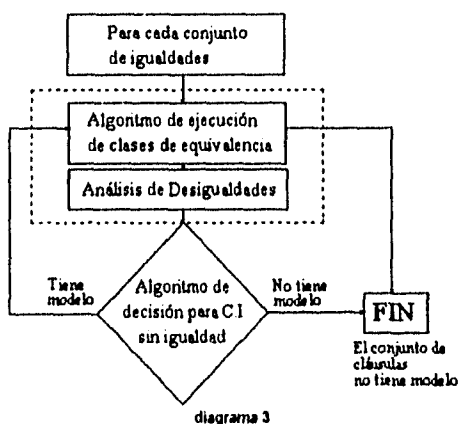 Para cada conjunto
de igualdades
Algoritmo de ejecución
de clases de equivalencia
Análisis de Desigualdades
Tiene
modelo
Algoritmo de
decisión para C.I
sin igualdad
No tiene
modelo
FIN
El conjunto de
cláusulas
no tiene modelo
diagrama 3